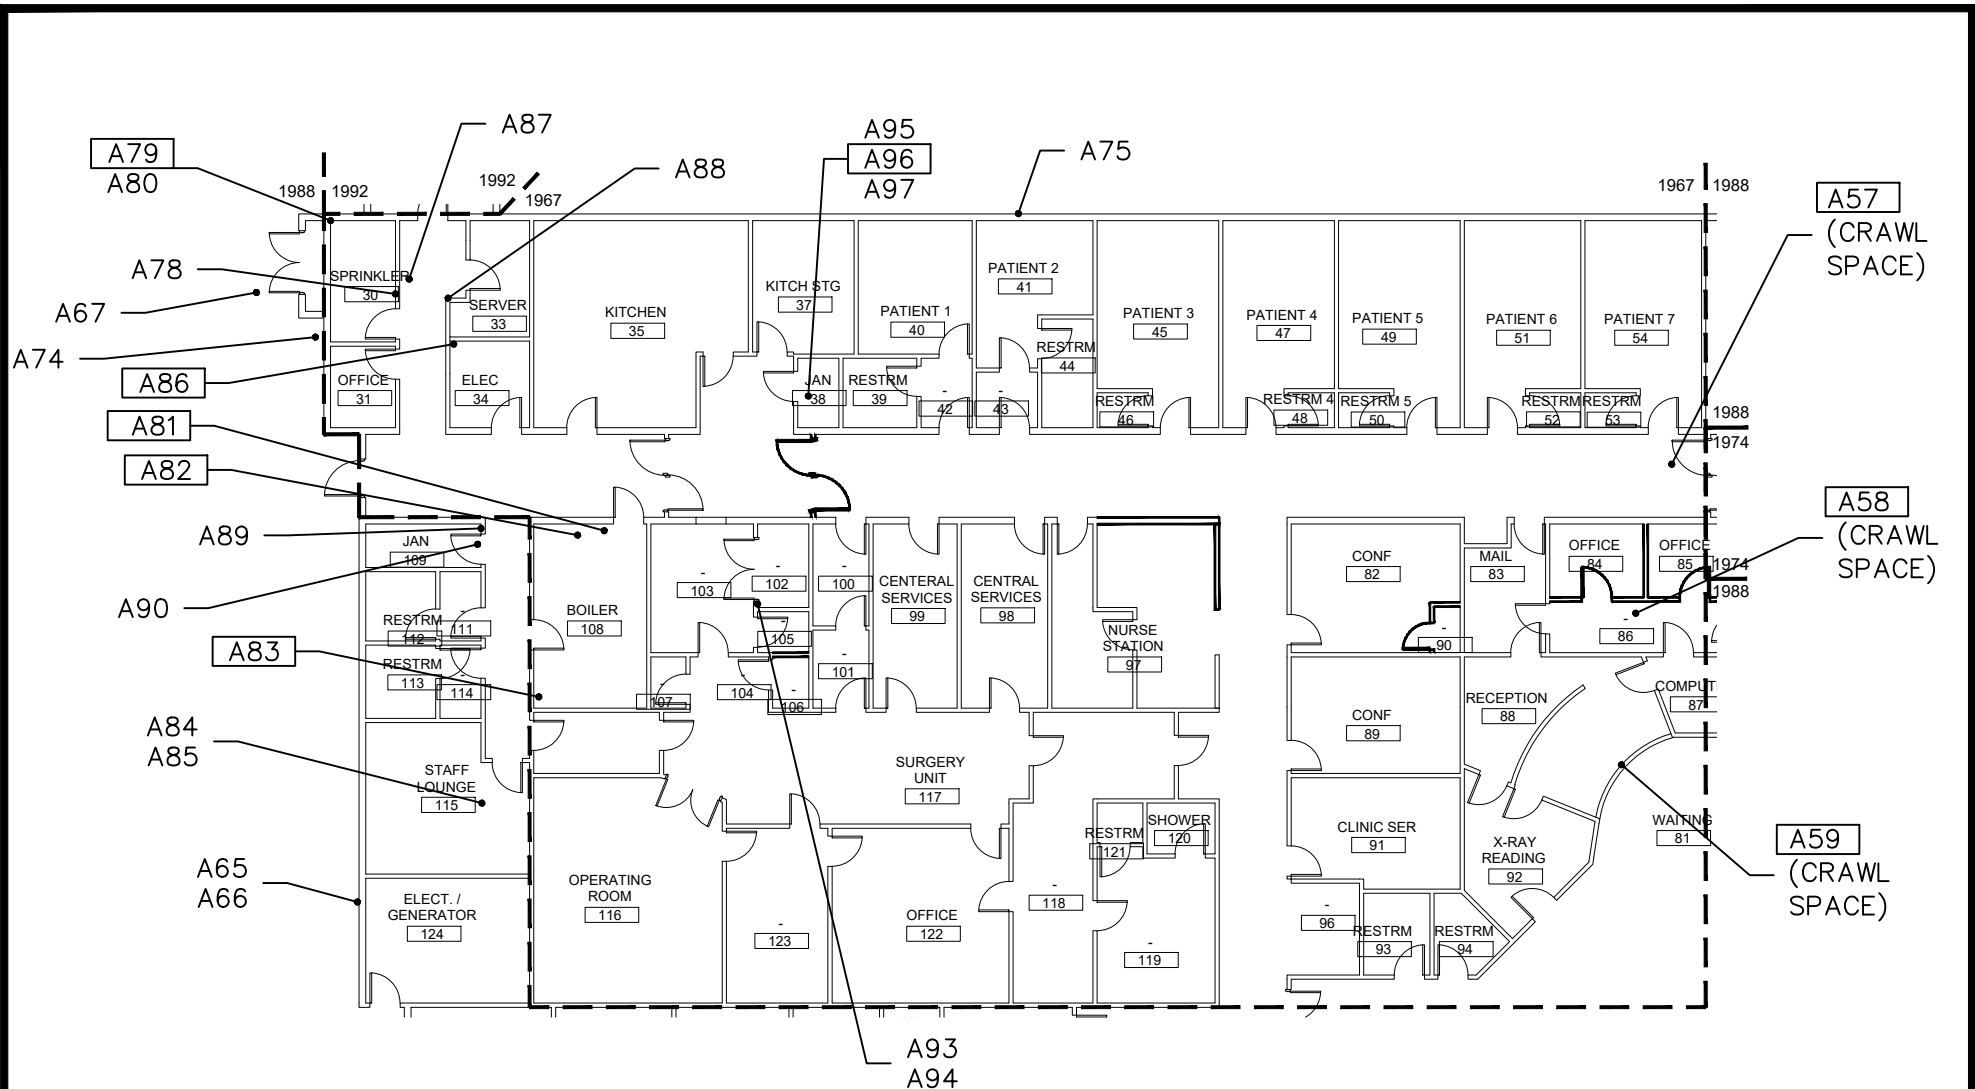 A87
A95
A79
A96
A75
A80
A88
A97
1992
1988
1992
1967
1967
1988
A57
(CRAWL
SPACE)
A78
SPRINKLER
30
PATIENT 2
41
KITCH STG
37
A67
SERVER
33
KITCHEN
35
PATIENT 1
40
PATIENT 3
45
PATIENT 4
47
PATIENT 5
49
PATIENT 6
51
PATIENT 7
54
A74
RESTRM
44
A86
OFFICE
31
ELEC
34
JAN
38
RESTRM
39
-
42
-
43
RESTRM
46
RESTRM 4
48
RESTRM 5
50
RESTRM
52
RESTRM
53
A81
1988
1974
A82
A58
(CRAWL
SPACE)
A89
JAN
109
-
103
-
102
-
100
CENTERAL
SERVICES
99
CENTRAL
SERVICES
98
CONF
82
MAIL
83
OFFICE
84
OFFICE
85
1974
1988
A90
BOILER
108
RESTRM
112
-
111
-
105
NURSE
STATION
97
-
90
-
86
A83
RESTRM
113
-
114
-
107
-
104
-
106
-
101
RECEPTION
88
COMPUT
87
CONF
89
A84
A85
STAFF
LOUNGE
115
SURGERY
UNIT
117
RESTRM
121
SHOWER
120
CLINIC SER
91
X-RAY
READING
92
WAITING
81
A59
(CRAWL
SPACE)
A65
A66
ELECT. /
GENERATOR
124
OPERATING
ROOM
116
-
123
OFFICE
122
-
118
-
119
-
96
RESTRM
93
RESTRM
94
A93
A94